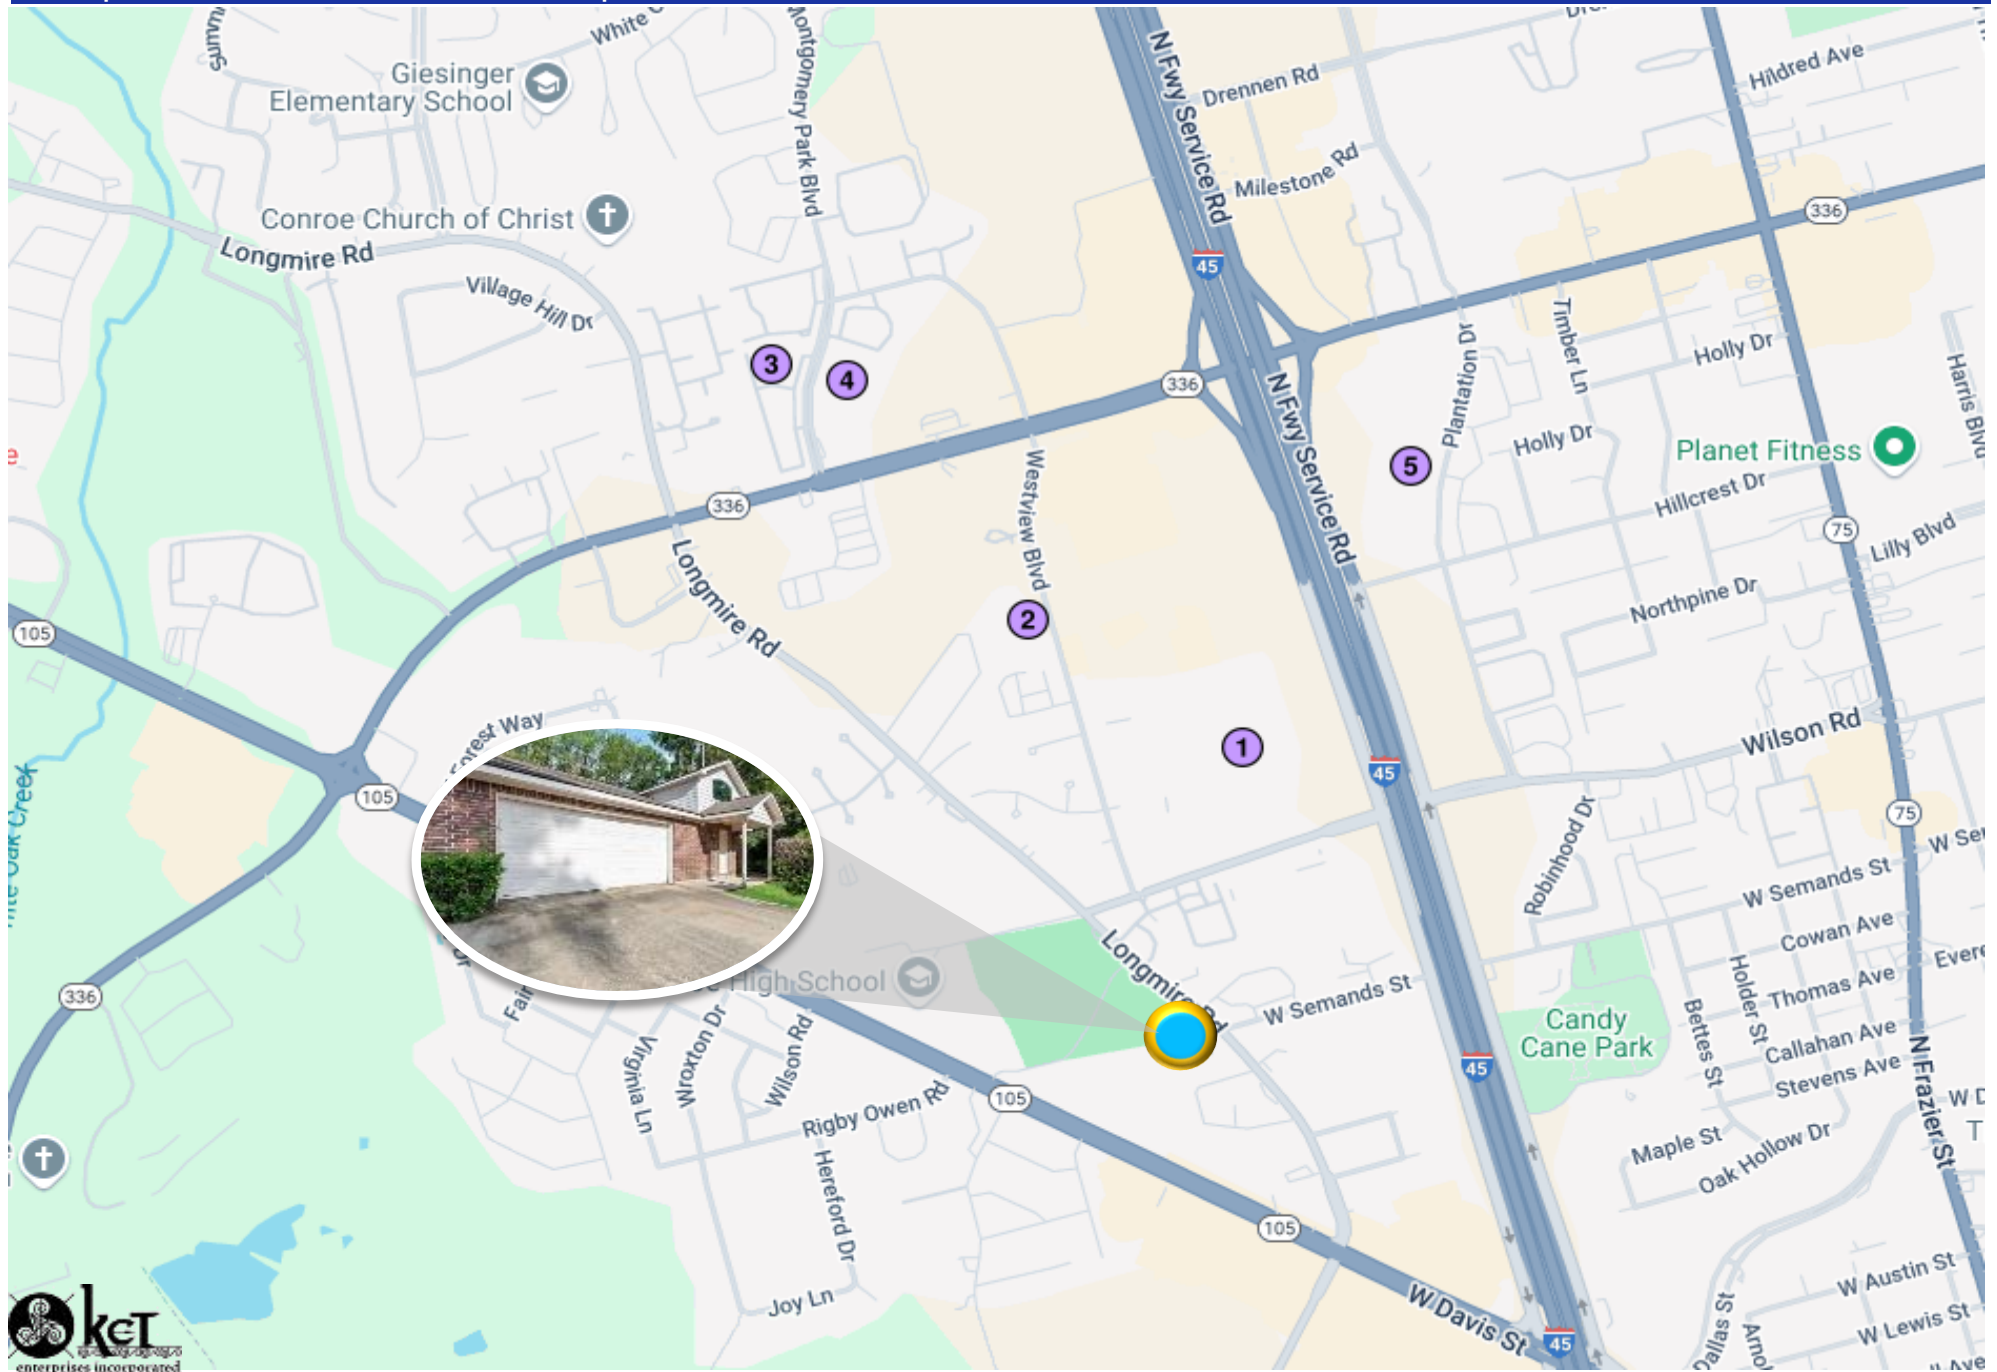 White
Giesinger
Elementary School
Montgomery Park Blvd
N Fwy Service Rd
Drennen Rd
Hildred Ave
Milestone Rd
Conroe Church of Christ
Longmire Rd
336
45
Village Hill Dr
Timber Ln
Plantation Dr
Holly Dr
Harris Blvd
3
4
336
N Fwy Service Rd
Holly Dr
5
Planet Fitness
Hillcrest Dr
336
Westview Blvd
75
Lilly Blvd
Longmire Rd
Northpine Dr
105
2
Forest Way
Wilson Rd
1
45
105
75
Robinhood Dr
W Semands St
Cowan Ave
Longmire Rd
High School
336
W Semands St
Holder St
Thomas Ave
Bettes St
Candy
Cane Park
Callahan Ave
Stevens Ave
N Frazier St
Virginia Ln
Wroxton Dr
Wilson Rd
45
105
Rigby Owen Rd
Maple St
Oak Hollow Dr
Hereford Dr
105
W Austin St
Joy Ln
W Davis St
45
Dallas St
W Lewis St
kct
enterprises incorporated